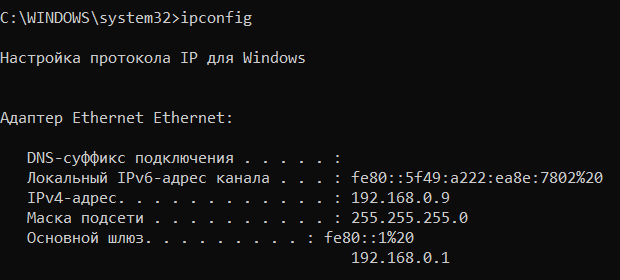 C:\WINDOWS\system32>ipconfig
Настройка протокола IP для Windows
Адаптер Ethernet Ethernet:
DNS-суффикс подключения . . . . . :
Локальный IPv6-адрес канала . . . : fe80::5f49:a222:ea8e:7802%20
IPv4-адрес. . . . . . . . . . . . : 192.168.0.9
Маска подсети . . . . . . . . . . : 255.255.255.0
Основной шлюз. . . . . . . . . : fe80::1%20
192.168.0.1